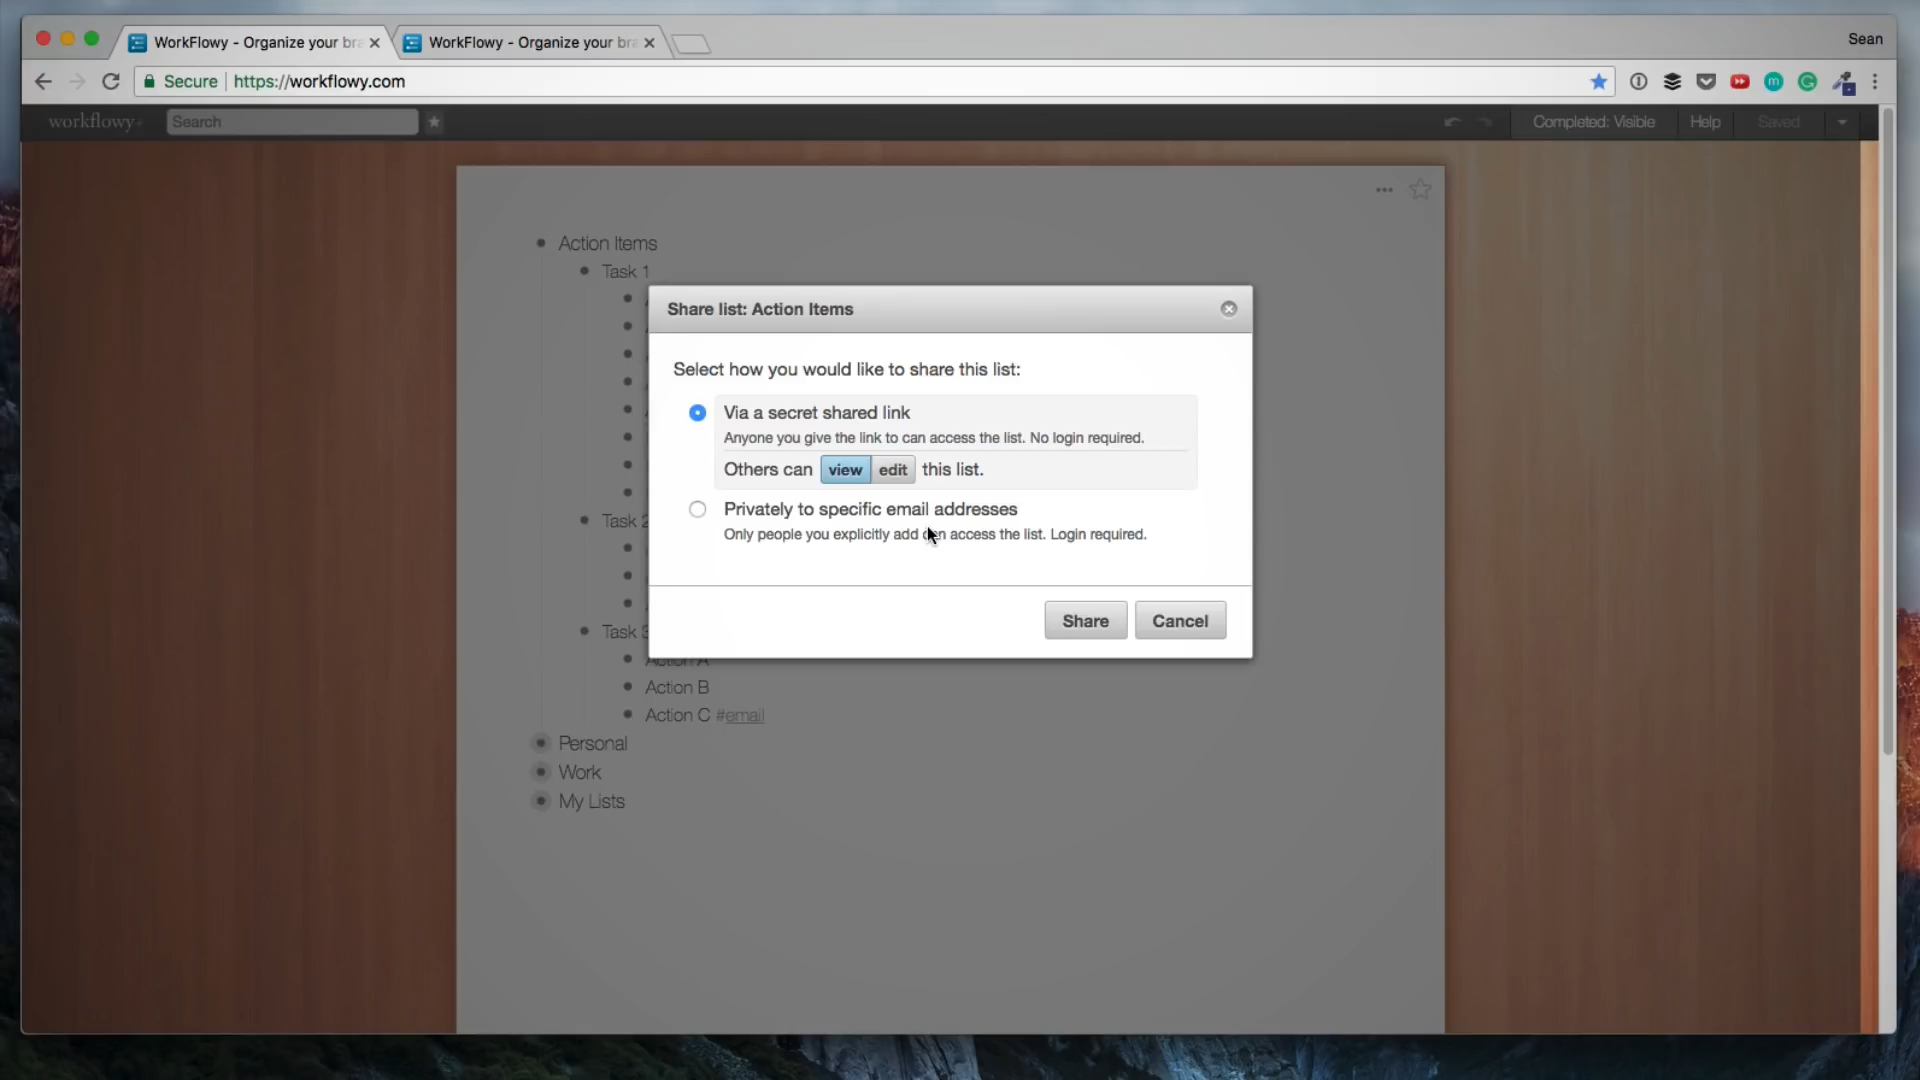 WorkFlowy - Organize your bra
WorkFlowy - Organize your bra
Sean
Secure https://workflowy.com
workflowy+
Search
Completed: Visible
Help
Saved
Action Items
Task 1
Share list: Action Items
Select how you would like to share this list:
Via a secret shared link
Anyone you give the link to can access the list. No login required.
Others can view edit this list.
Privately to specific email addresses
Only people you explicitly add can access the list. Login required.
Share
Cancel
Task 2
Task 3
Action A
Action B
Action C #email
Personal
Work
My Lists